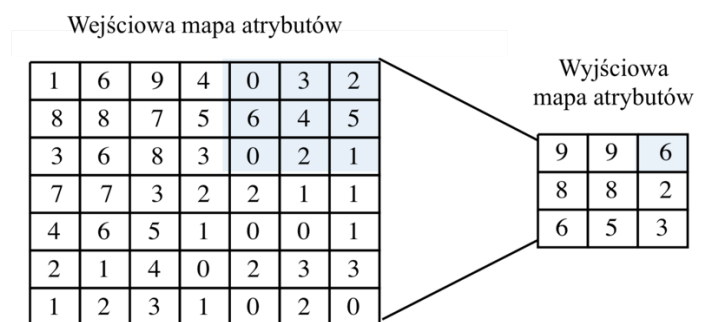 Wejściowa mapa atrybutów
1 6 9 4 0 3 2
8 8 7 5 6 4 5
3 6 8 3 0 2 1
7 7 3 2 2 1 1
4 6 5 1 0 0 1
2 1 4 0 2 3 3
1 2 3 1 0 2 0
Wyjściowa
mapa atrybutów
9 9 6
8 8 2
6 5 3